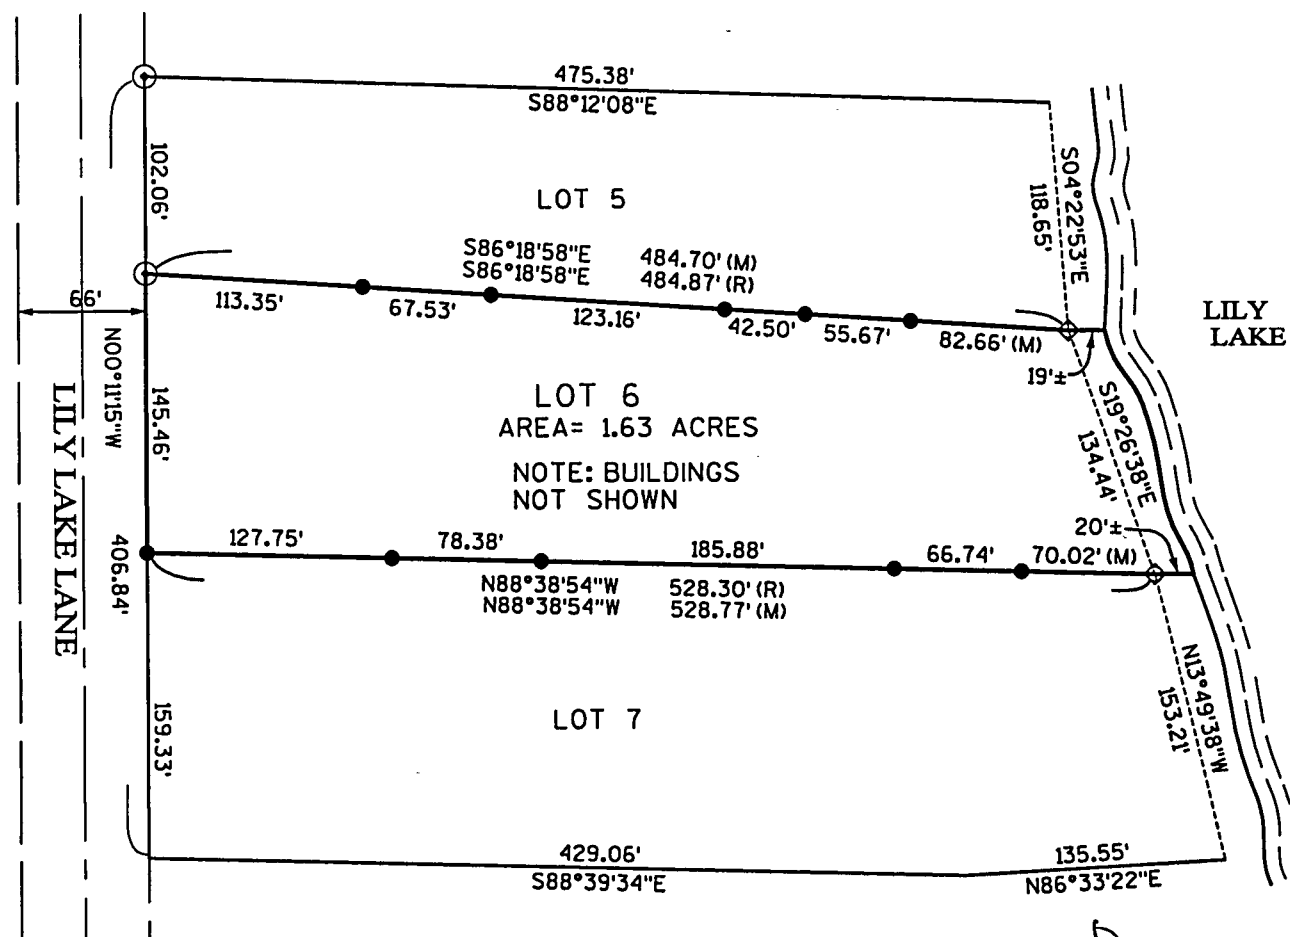 475.38'
S88°12'08"E
102.06'
S04°22'53"E
118.65'
LOT 5
S86°18'58"E 484.70' (M)
S86°18'58"E 484.87' (R)
66'
113.35'
67.53'
123.16'
42.50'
55.67'
82.66' (M)
19'±
LILY
LAKE
N00°11'15"W
145.46'
LILY LAKE LANE
LOT 6
AREA= 1.63 ACRES
NOTE: BUILDINGS
NOT SHOWN
S19°26'38"E
134.44'
20'±
127.75'
78.38'
185.88'
66.74'
70.02' (M)
N88°38'54"W 528.30' (R)
N88°38'54"W 528.77' (M)
406.84'
159.33'
LOT 7
N13°49'38"W
153.21'
429.06'
S88°39'34"E
135.55'
N86°33'22"E